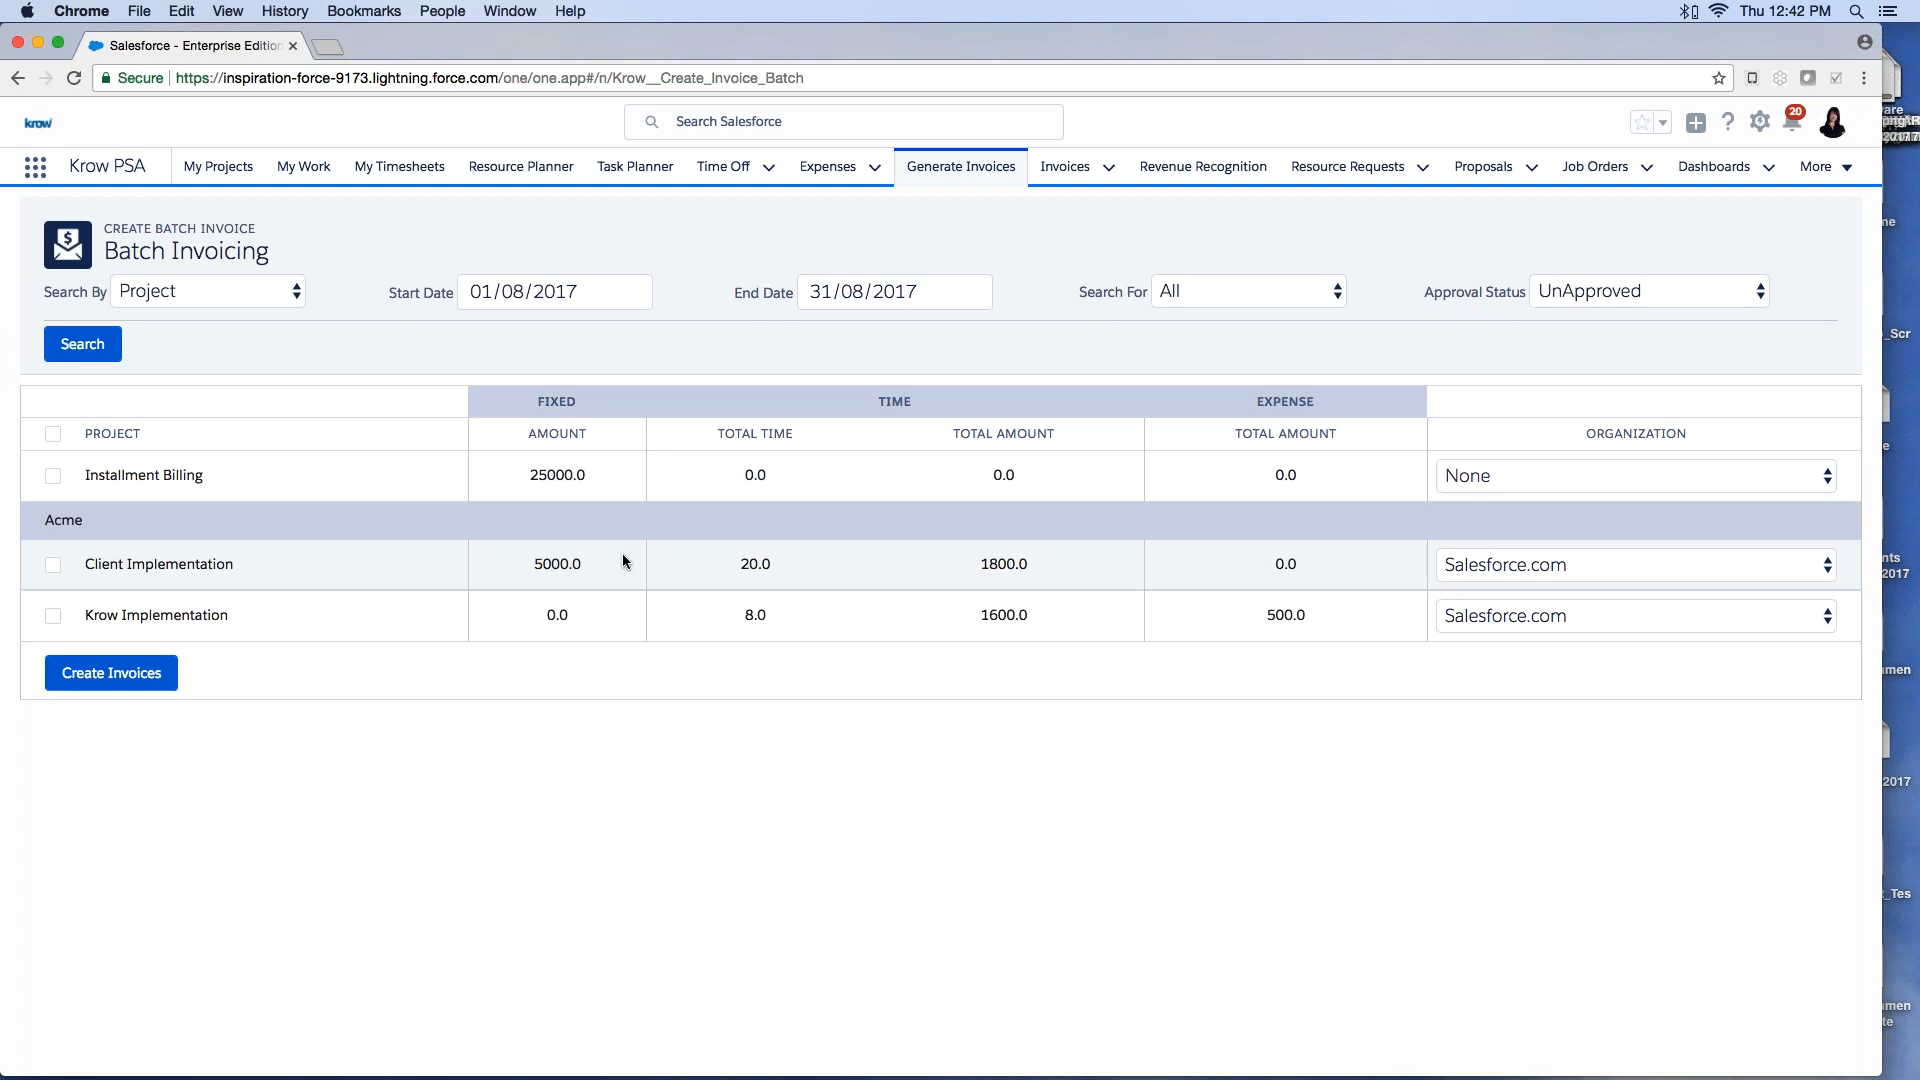 Chrome File Edit View History Bookmarks People Window Help Thu 12:42 PM
Salesforce - Enterprise Edition
Secure https://inspiration-force-9173.lightning.force.com/one/one.app#/n/Krow__Create_Invoice_Batch
krow Search Salesforce 20
Krow PSA My Projects My Work My Timesheets Resource Planner Task Planner Time Off Expenses Generate Invoices Invoices Revenue Recognition Resource Requests Proposals Job Orders Dashboards More
CREATE BATCH INVOICE
Batch Invoicing
Search By Project Start Date 01/08/2017 End Date 31/08/2017 Search For All Approval Status UnApproved
Search
FIXED TIME EXPENSE
PROJECT AMOUNT TOTAL TIME TOTAL AMOUNT TOTAL AMOUNT ORGANIZATION
Installment Billing 25000.0 0.0 0.0 0.0 None
Acme
Client Implementation 5000.0 20.0 1800.0 0.0 Salesforce.com
Krow Implementation 0.0 8.0 1600.0 500.0 Salesforce.com
Create Invoices